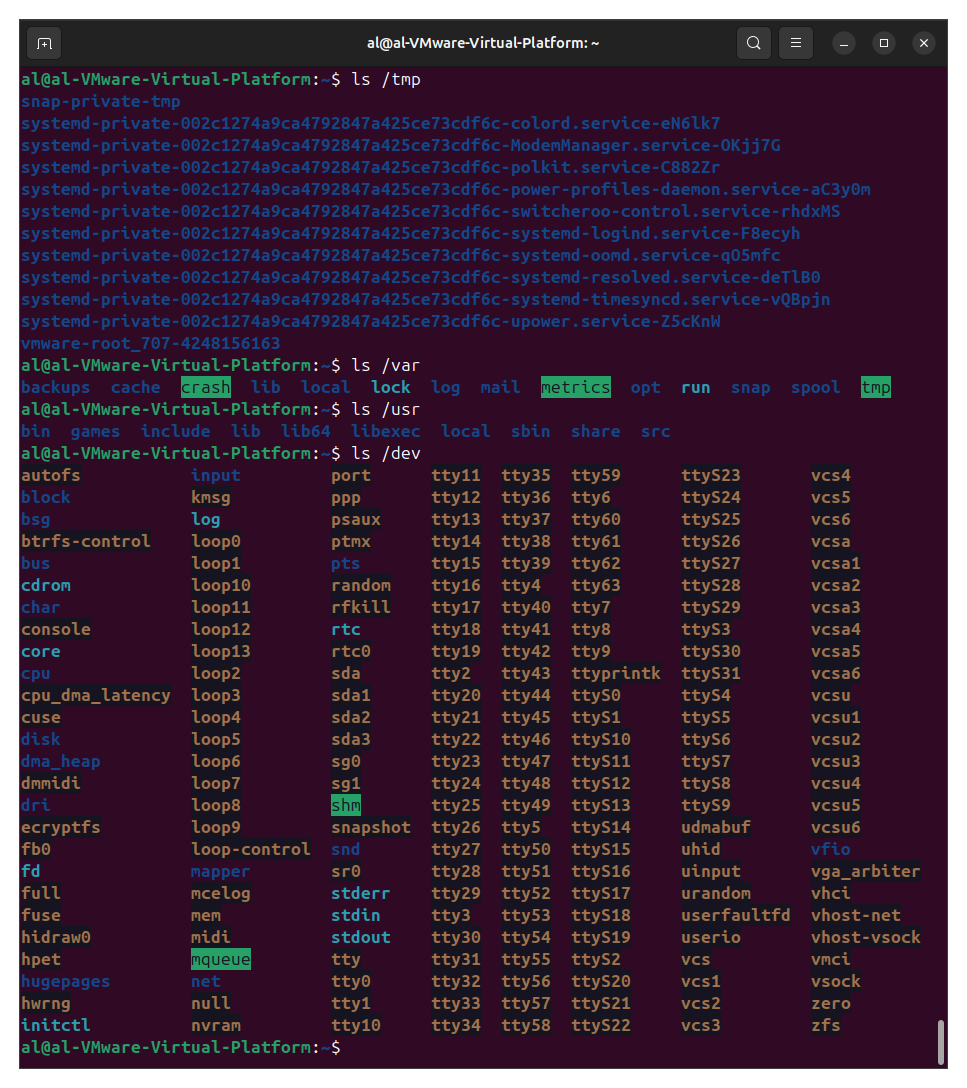 al@al-VMware-Virtual-Platform: ~
al@al-VMware-Virtual-Platform:~$ ls /tmp
snap-private-tmp
systemd-private-002c1274a9ca4792847a425ce73cdf6c-colord.service-eN6lk7
systemd-private-002c1274a9ca4792847a425ce73cdf6c-ModemManager.service-OKjj7G
systemd-private-002c1274a9ca4792847a425ce73cdf6c-polkit.service-C882Zr
systemd-private-002c1274a9ca4792847a425ce73cdf6c-power-profiles-daemon.service-aC3y0m
systemd-private-002c1274a9ca4792847a425ce73cdf6c-switcheroo-control.service-rhdxMS
systemd-private-002c1274a9ca4792847a425ce73cdf6c-systemd-logind.service-F8ecyh
systemd-private-002c1274a9ca4792847a425ce73cdf6c-systemd-oomd.service-qO5mfc
systemd-private-002c1274a9ca4792847a425ce73cdf6c-systemd-resolved.service-deTlB0
systemd-private-002c1274a9ca4792847a425ce73cdf6c-systemd-timesyncd.service-vQBpjn
systemd-private-002c1274a9ca4792847a425ce73cdf6c-upower.service-Z5cKnW
vmware-root_707-4248156163
al@al-VMware-Virtual-Platform:~$ ls /var
backups cache crash lib local lock log mail metrics opt run snap spool tmp
al@al-VMware-Virtual-Platform:~$ ls /usr
bin games include lib lib64 libexec local sbin share src
al@al-VMware-Virtual-Platform:~$ ls /dev
autofs input port tty11 tty35 tty59 ttyS23 vcs4
block kmsg ppp tty12 tty36 tty6 ttyS24 vcs5
bsg log psaux tty13 tty37 tty60 ttyS25 vcs6
btrfs-control loop0 ptmx tty14 tty38 tty61 ttyS26 vcsa
bus loop1 pts tty15 tty39 tty62 ttyS27 vcsa1
cdrom loop10 random tty16 tty4 tty63 ttyS28 vcsa2
char loop11 rfkill tty17 tty40 tty7 ttyS29 vcsa3
console loop12 rtc tty18 tty41 tty8 ttyS3 vcsa4
core loop13 rtc0 tty19 tty42 tty9 ttyS30 vcsa5
cpu loop2 sda tty2 tty43 ttyprintk ttyS31 vcsa6
cpu_dma_latency loop3 sda1 tty20 tty44 ttyS0 ttyS4 vcsu
cuse loop4 sda2 tty21 tty45 ttyS1 ttyS5 vcsu1
disk loop5 sda3 tty22 tty46 ttyS10 ttyS6 vcsu2
dma_heap loop6 sg0 tty23 tty47 ttyS11 ttyS7 vcsu3
dmmidi loop7 sg1 tty24 tty48 ttyS12 ttyS8 vcsu4
dri loop8 shm tty25 tty49 ttyS13 ttyS9 vcsu5
ecryptfs loop9 snapshot tty26 tty5 ttyS14 udmabuf vcsu6
fb0 loop-control snd tty27 tty50 ttyS15 uhid vfio
fd mapper sr0 tty28 tty51 ttyS16 uinput vga_arbiter
full mcelog stderr tty29 tty52 ttyS17 urandom vhci
fuse mem stdin tty3 tty53 ttyS18 userfaultfd vhost-net
hidraw0 midi stdout tty30 tty54 ttyS19 userio vhost-vsock
hpet mqueue tty tty31 tty55 ttyS2 vcs vmci
hugepages net tty0 tty32 tty56 ttyS20 vcs1 vsock
hwrng null tty1 tty33 tty57 ttyS21 vcs2 zero
initctl nvram tty10 tty34 tty58 ttyS22 vcs3 zfs
al@al-VMware-Virtual-Platform:~$